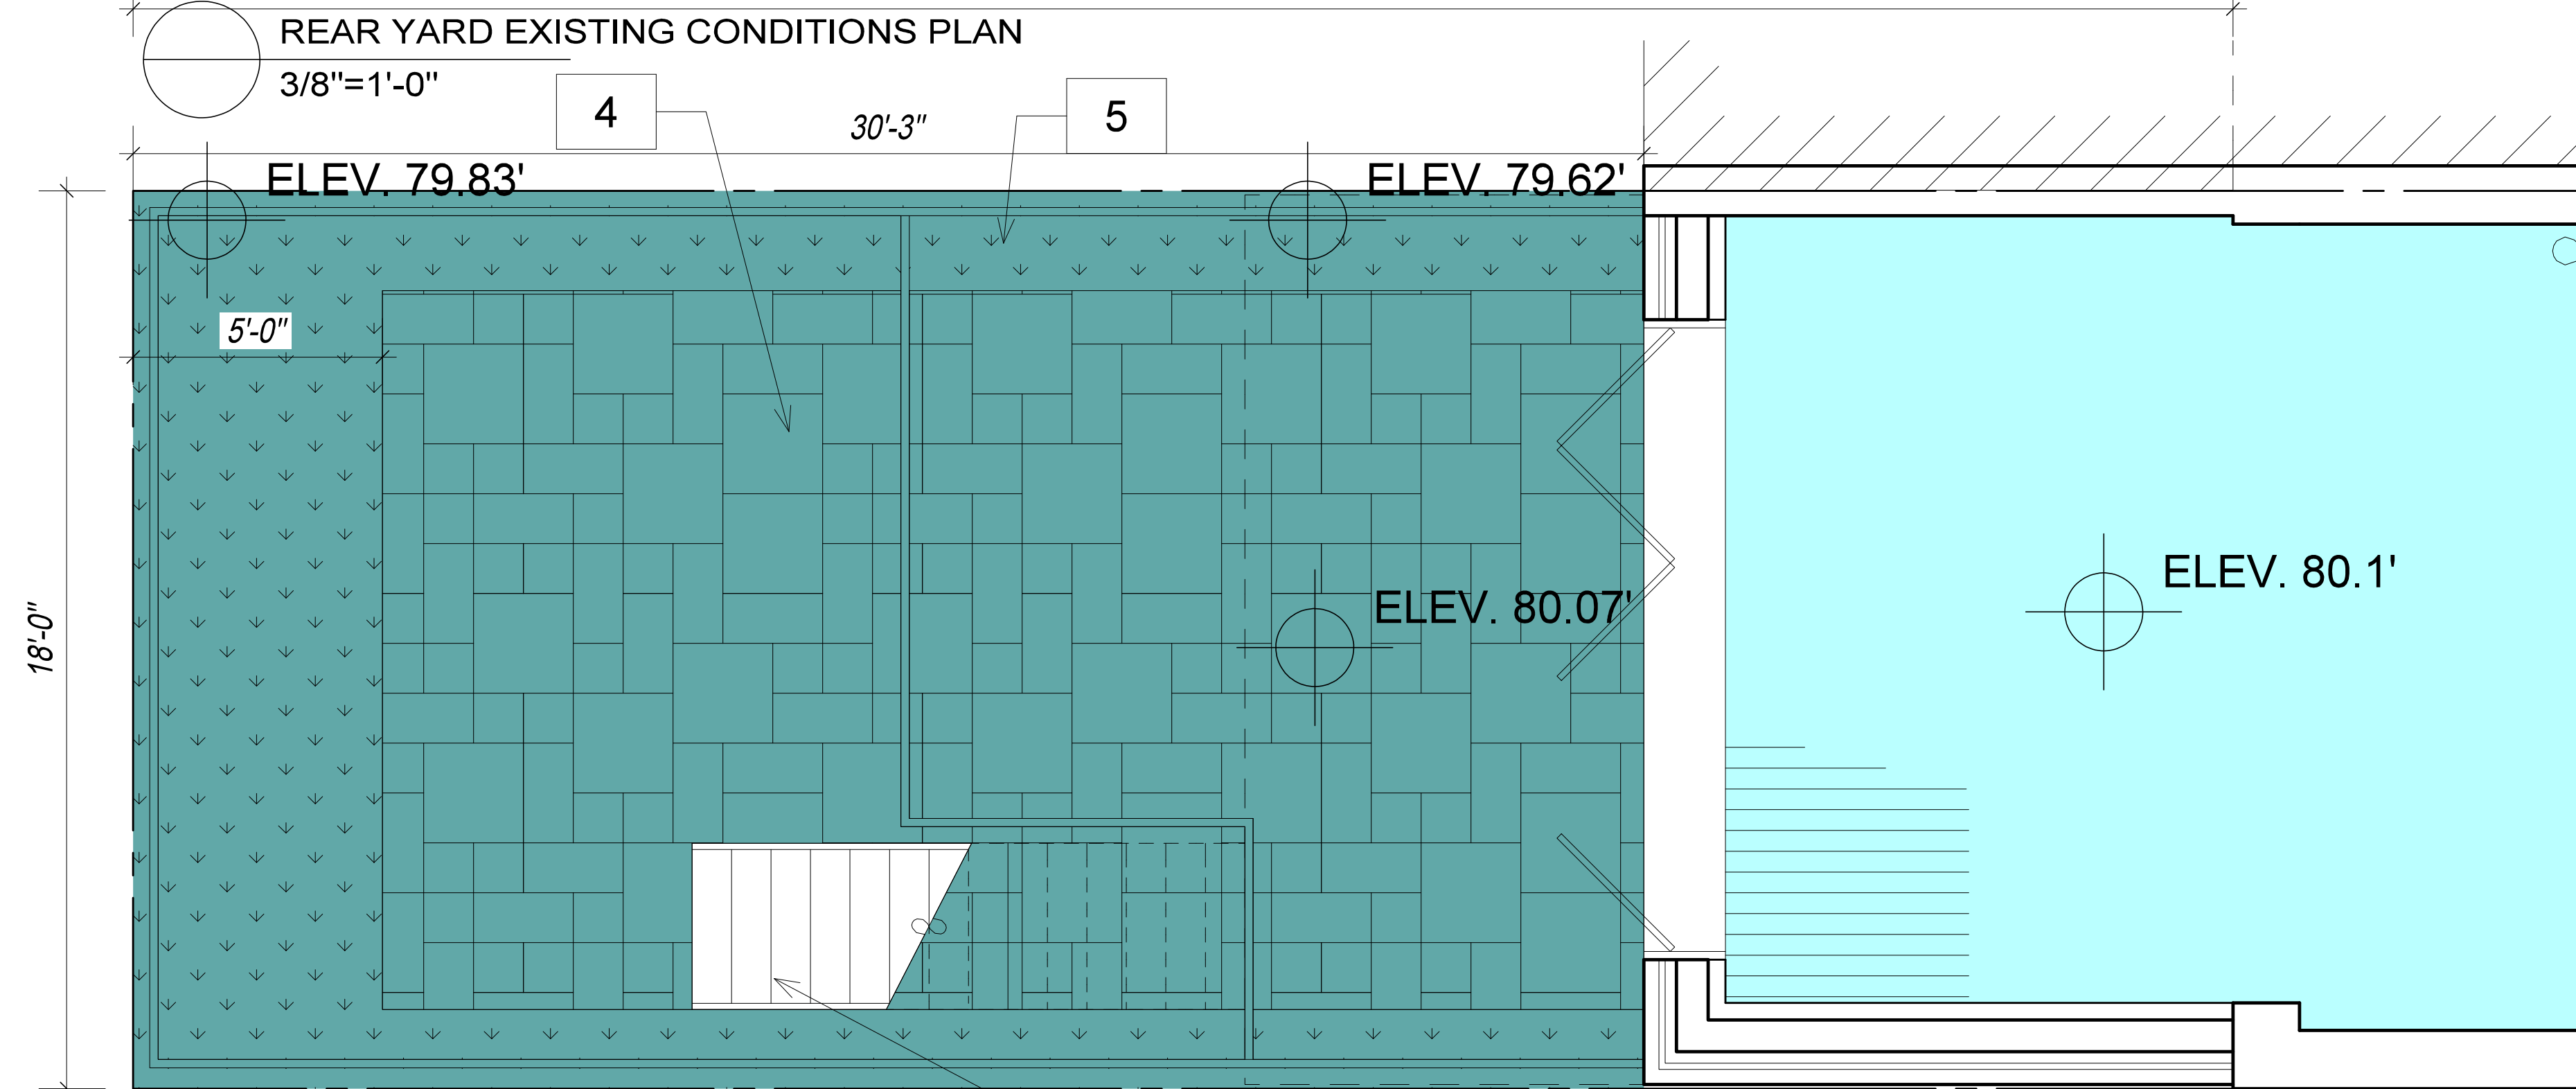 REAR YARD EXISTING CONDITIONS PLAN
3/8"=1'-0"
4
5
30'-3"
ELEV. 79.83'
ELEV. 79.62'
5'-0"
18'-0"
ELEV. 80.07'
ELEV. 80.1'